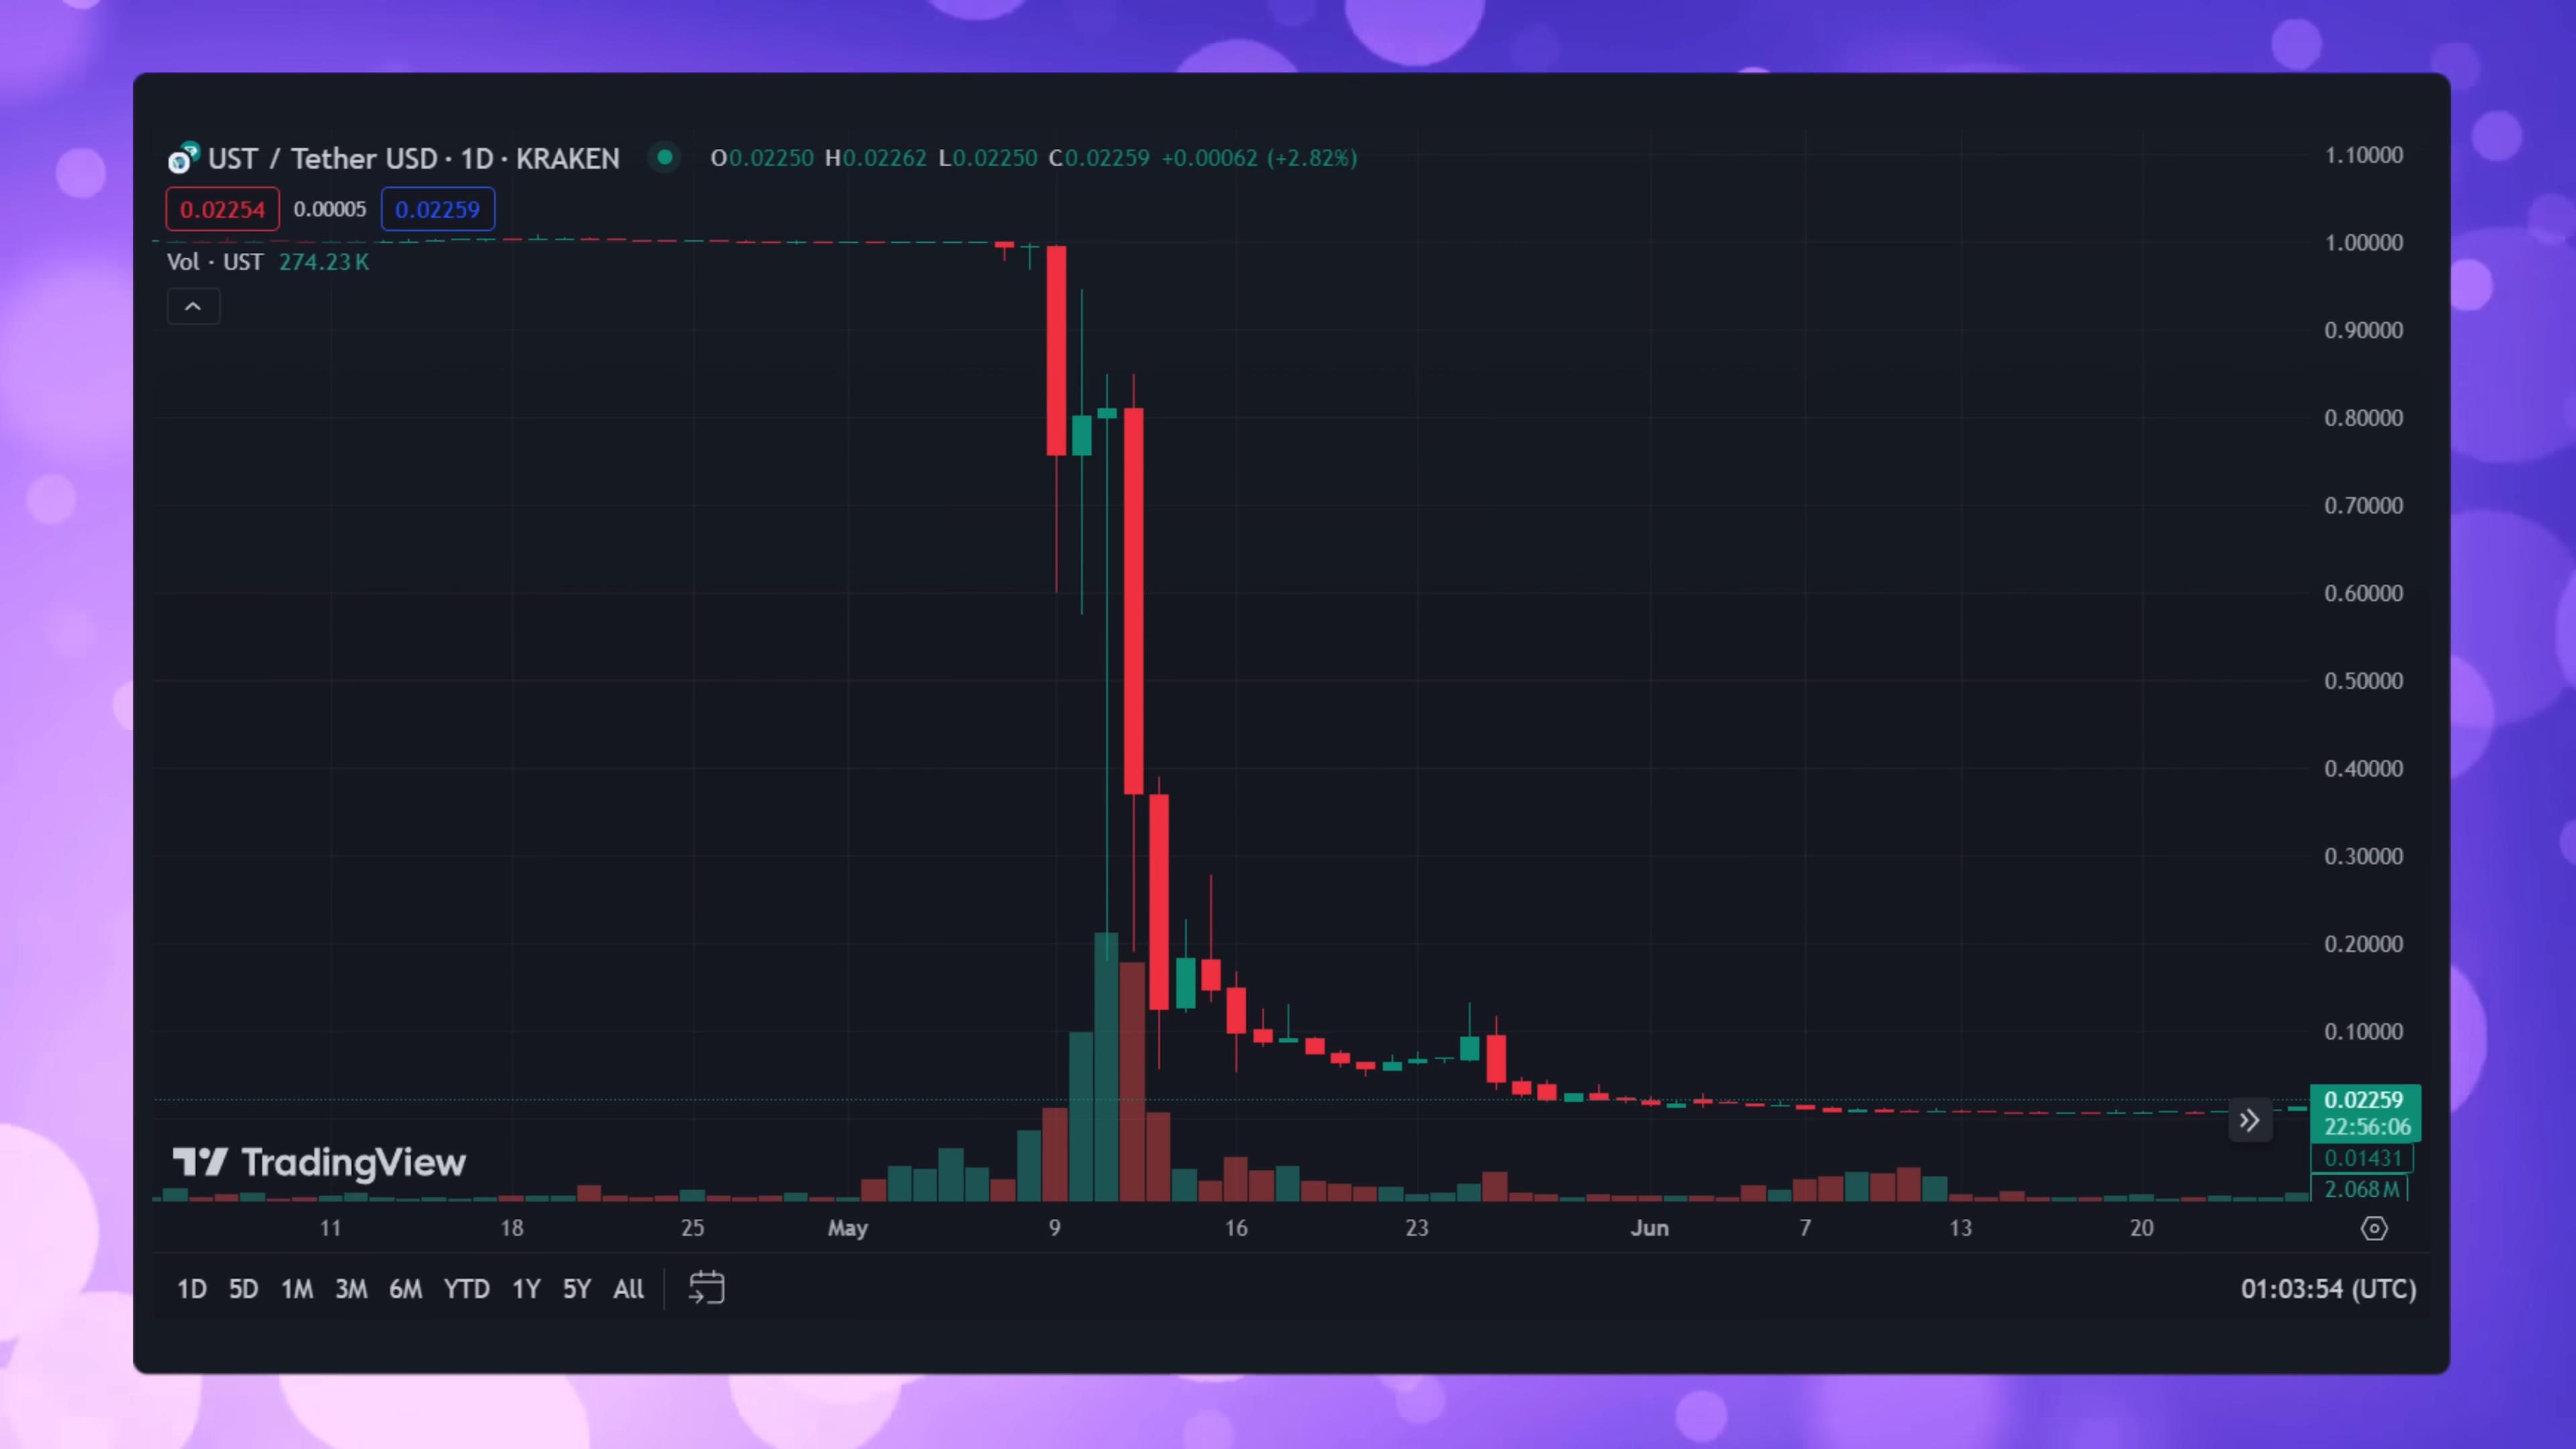 UST / Tether USD · 1D · KRAKEN O0.02250 H0.02262 L0.02250 C0.02259 +0.00062 (+2.82%)
0.02254 0.00005 0.02259
Vol · UST 274.23 K
1.10000
1.00000
0.90000
0.80000
0.70000
0.60000
0.50000
0.40000
0.30000
0.20000
0.10000
0.02259
22:56:06
0.01431
2.068 M
TradingView
11 18 25 May 9 16 23 Jun 7 13 20
1D 5D 1M 3M 6M YTD 1Y 5Y All 01:03:54 (UTC)